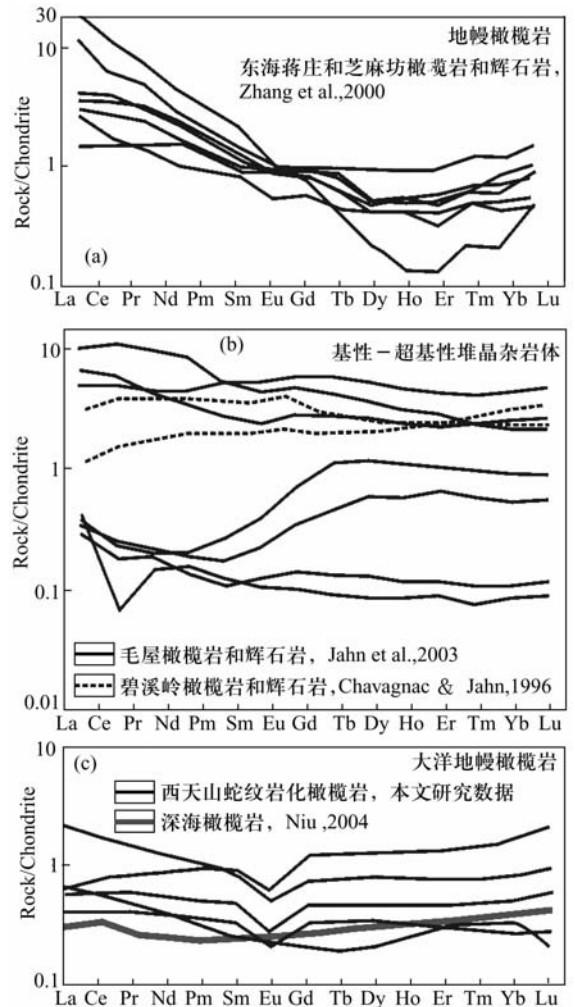 30
地幔橄榄岩
10
东海蒋庄和芝麻坊橄榄岩和辉石岩,
Zhang et al.,2000
Rock/Chondrite
1
(a)
0.1
La Ce Pr Nd Pm Sm Eu Gd Tb Dy Ho Er Tm Yb Lu
(b)
基性-超基性堆晶杂岩体
10
Rock/Chondrite
1
0.1
毛屋橄榄岩和辉石岩, Jahn et al.,2003
碧溪岭橄榄岩和辉石岩,Chavagnac & Jahn,1996
0.01
La Ce Pr Nd Pm Sm Eu Gd Tb Dy Ho Er Tm Yb Lu
10
(c)
大洋地幔橄榄岩
西天山蛇纹岩化橄榄岩, 本文研究数据
深海橄榄岩, Niu ,2004
Rock/Chondrite
1
0.1
La Ce Pr Nd Pm Sm Eu Gd Tb Dy Ho Er Tm Yb Lu